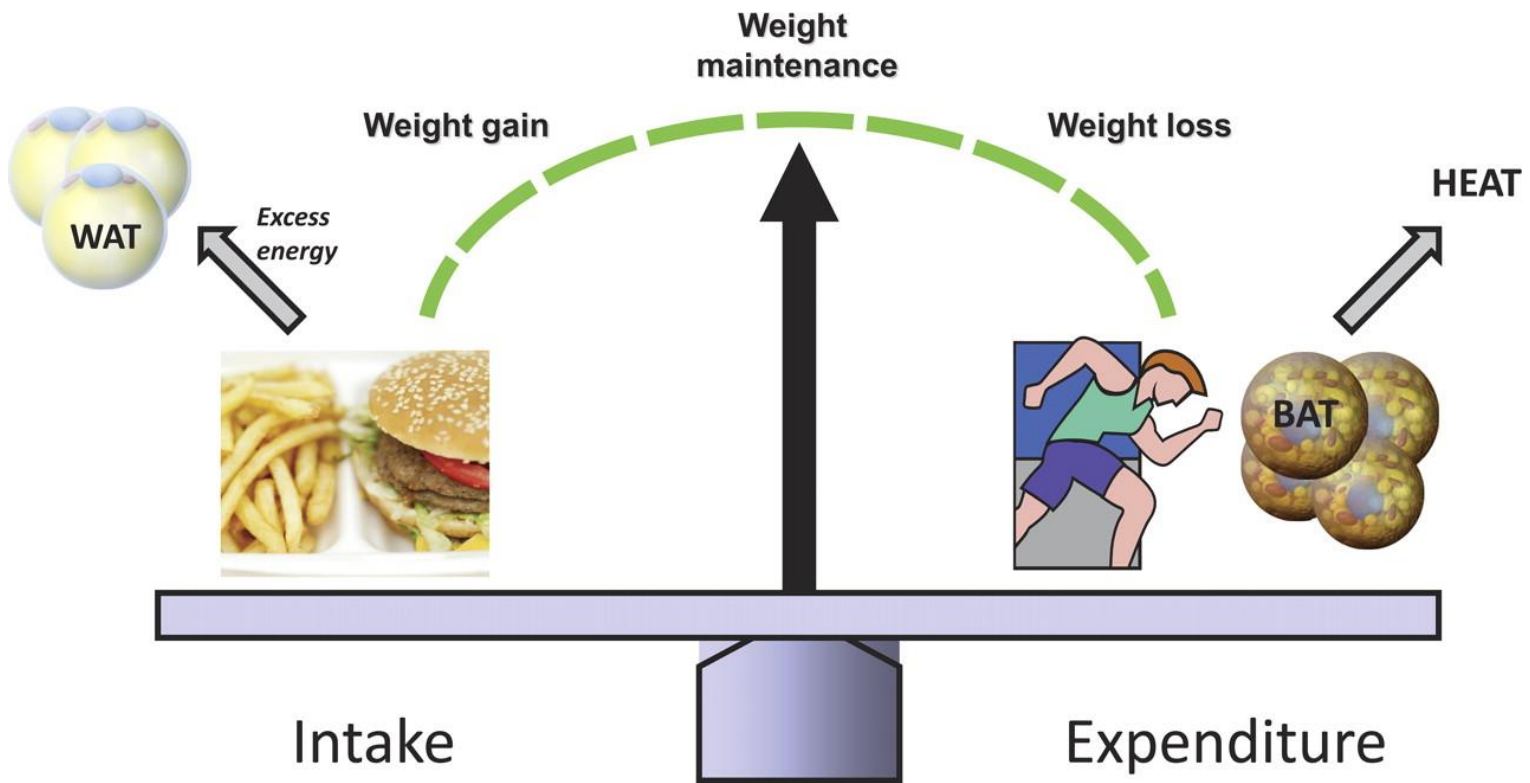 Weight
maintenance
Weight gain
Weight loss
HEAT
Excess
energy
WAT
BAT
Intake
Expenditure